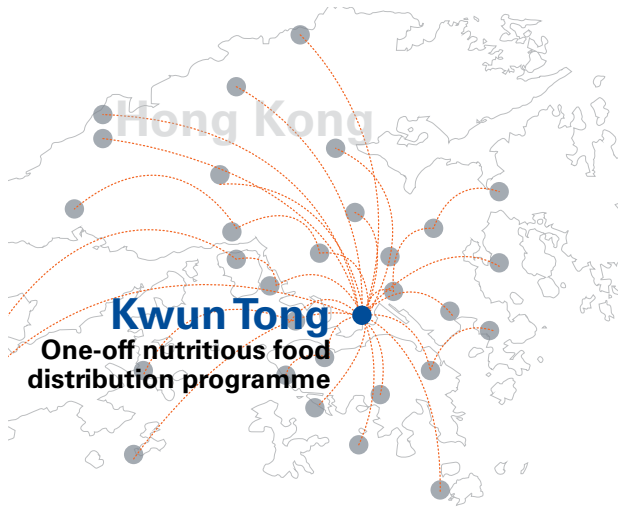 Hong Kong
Kwun Tong
One-off nutritious food
distribution programme